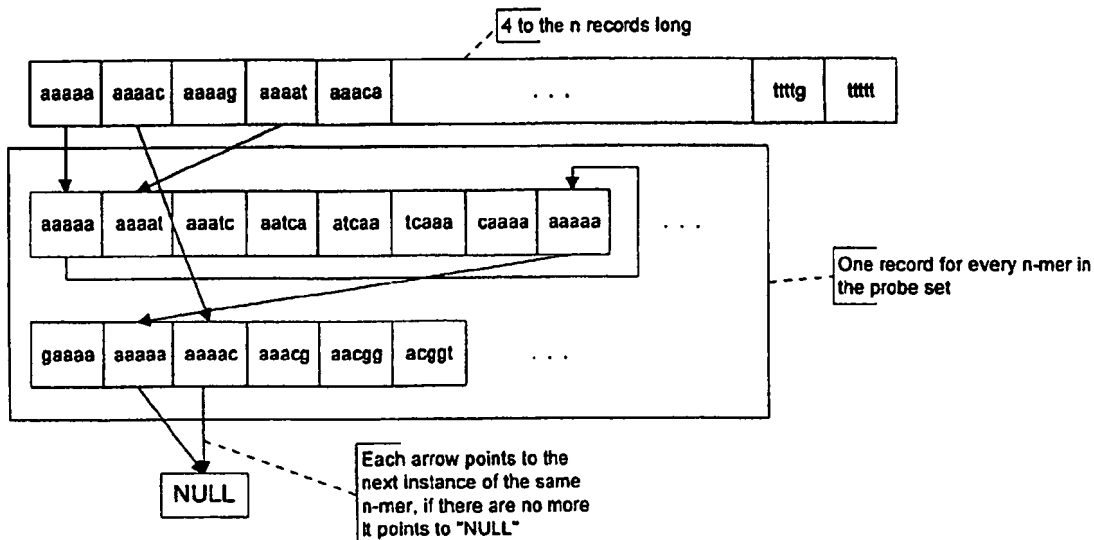 4 to the n records long
aaaaa aaaac aaaag aaaat aaaca . . . ttttg ttttt
aaaaa aaaat aaatc aatca atcaa tcaaa caaaa aaaaa . . .
One record for every n-mer in
the probe set
gaaaa aaaaa aaaac aaacg aacgg acggt . . .
Each arrow points to the
next instance of the same
n-mer, if there are no more
it points to "NULL"
NULL